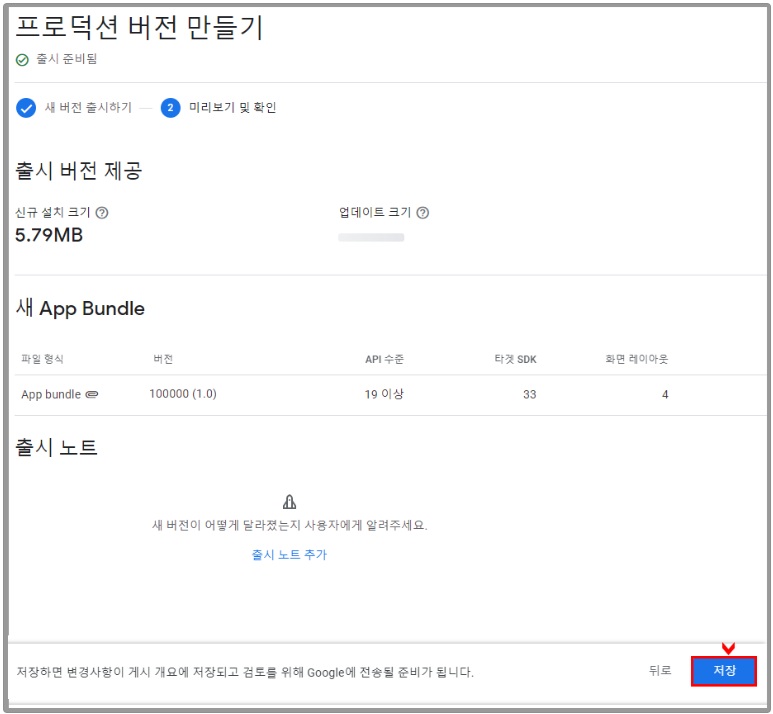 프로덕션 버전 만들기
출시 준비됨
새 버전 출시하기 2 미리보기 및 확인
출시 버전 제공
신규 설치 크기 ? 업데이트 크기 ?
5.79MB
새 App Bundle
파일 형식 버전 API 수준 타겟 SDK 화면 레이아웃
App bundle 100000 (1.0) 19 이상 33 4
출시 노트
새 버전이 어떻게 달라졌는지 사용자에게 알려주세요.
출시 노트 추가
저장하면 변경사항이 게시 개요에 저장되고 검토를 위해 Google에 전송될 준비가 됩니다. 뒤로 저장